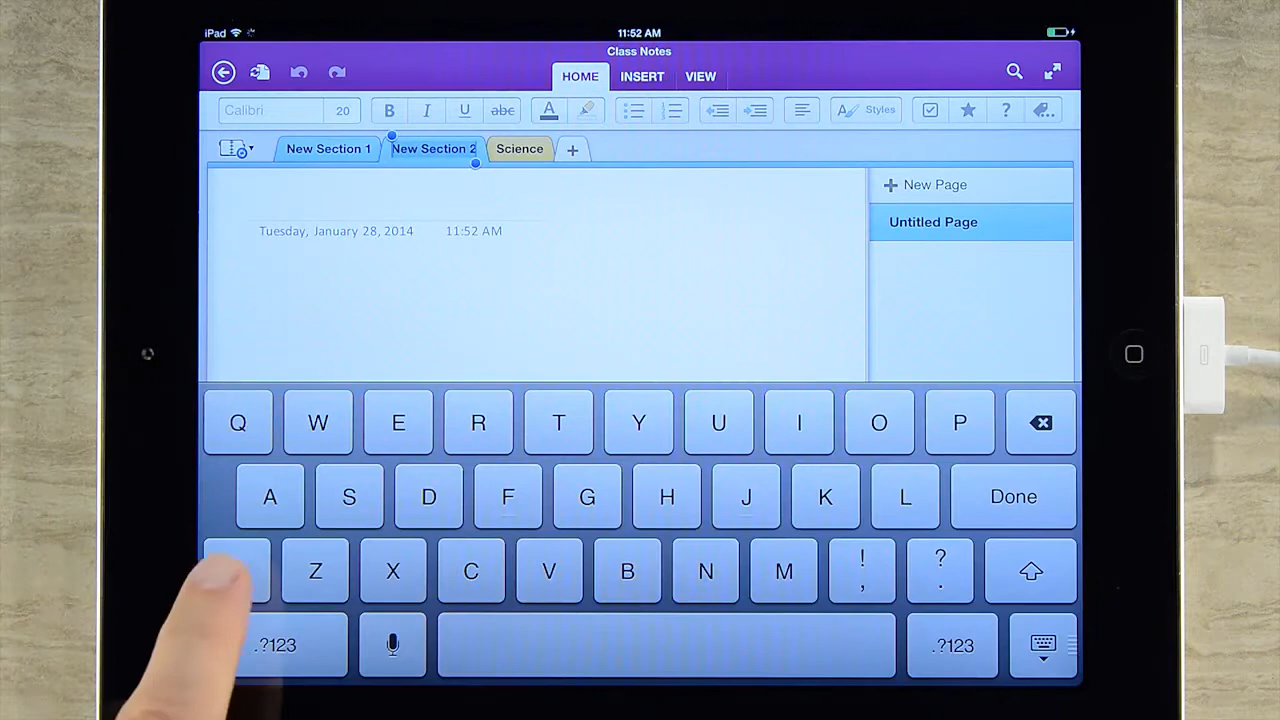 iPad 11:52 AM
Class Notes
HOME INSERT VIEW
Calibri 20 B I U abc A A Styles ?
New Section 1 New Section 2 Science +
+ New Page
Untitled Page
Tuesday, January 28, 2014 11:52 AM
Q W E R T Y U I O P
A S D F G H J K L Done
Z X C V B N M ! , ? .
.?123 .?123